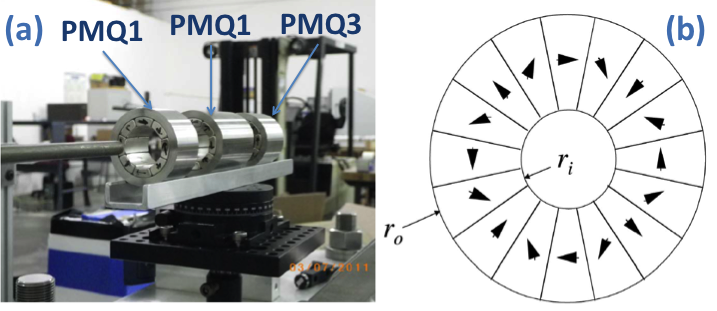 (a) PMQ1 PMQ1 PMQ3 (b)
r_i
r_o
03/07/2011